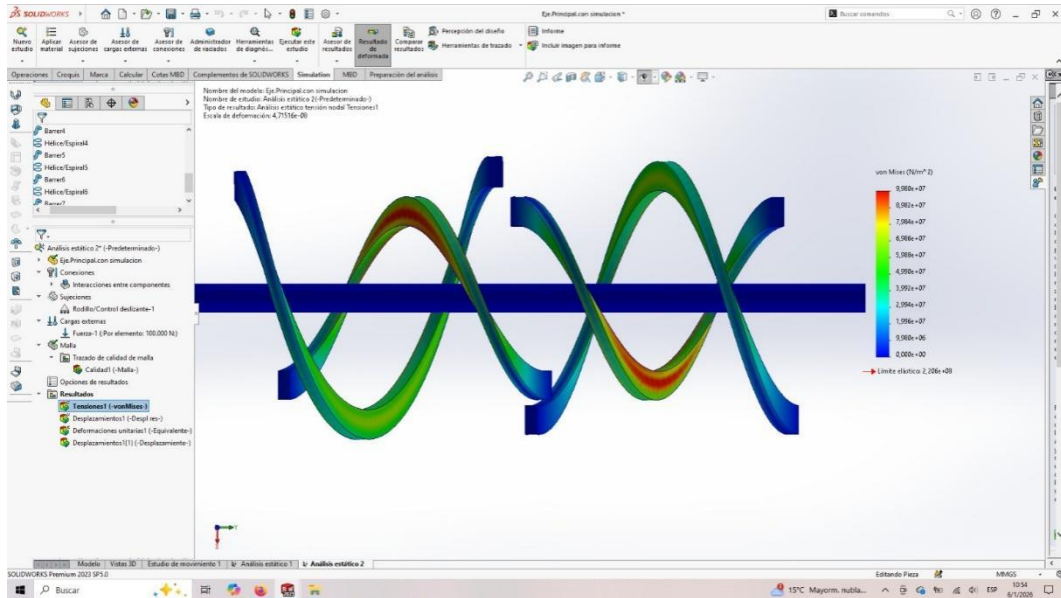 SOLIDWORKS
Eje.Principal.con simulacion *
Buscar comandos
Nuevo estudio
Aplicar material
Asesor de sujeciones
Asesor de cargas externas
Asesor de conexiones
Administrador de radiados
Herramientas de diagnós...
Ejecutar este estudio
Asesor de resultados
Resultado de deformada
Comparar resultados
Percepción del diseño
Herramientas de trazado
Informe
Incluir imagen para informe
Operaciones Croquis Marca Calcular Cotas MBD Complementos de SOLIDWORKS Simulation MBD Preparación del análisis
Nombre del modelo: Eje.Principal.con simulacion
Nombre de estudio: Análisis estático 2(-Predeterminado-)
Tipo de resultado: Análisis estático tensión nodal Tensiones1
Escala de deformación: 4,71516e-08
Barrer4
Hélice/Espiral4
Barrer5
Hélice/Espiral5
Barrer6
Hélice/Espiral6
Barrer7
Análisis estático 2* (-Predeterminado-)
Eje.Principal.con simulacion
Conexiones
Interacciones entre componentes
Sujeciones
Rodillo/Control deslizante-1
Cargas externas
Fuerza-1 (:Por elemento: 100.000 N:)
Malla
Trazado de calidad de malla
Calidad1 (-Malla-)
Opciones de resultados
Resultados
Tensiones1 (-vonMises-)
Desplazamientos1 (-Despl res-)
Deformaciones unitarias1 (-Equivalente-)
Desplazamientos1(1) (-Desplazamiento-)
von Mises (N/m^2)
9,980e+07
8,982e+07
7,984e+07
6,986e+07
5,988e+07
4,990e+07
3,992e+07
2,994e+07
1,996e+07
9,980e+06
0,000e+00
Límite elástico: 2,206e+08
Y
Modelo Vistas 3D Estudio de movimiento 1 Análisis estático 1 Análisis estático 2
SOLIDWORKS Premium 2023 SP5.0
Editando Pieza
MMGS
Buscar
15°C Mayorm. nubla...
ESP
10:54
6/1/2026